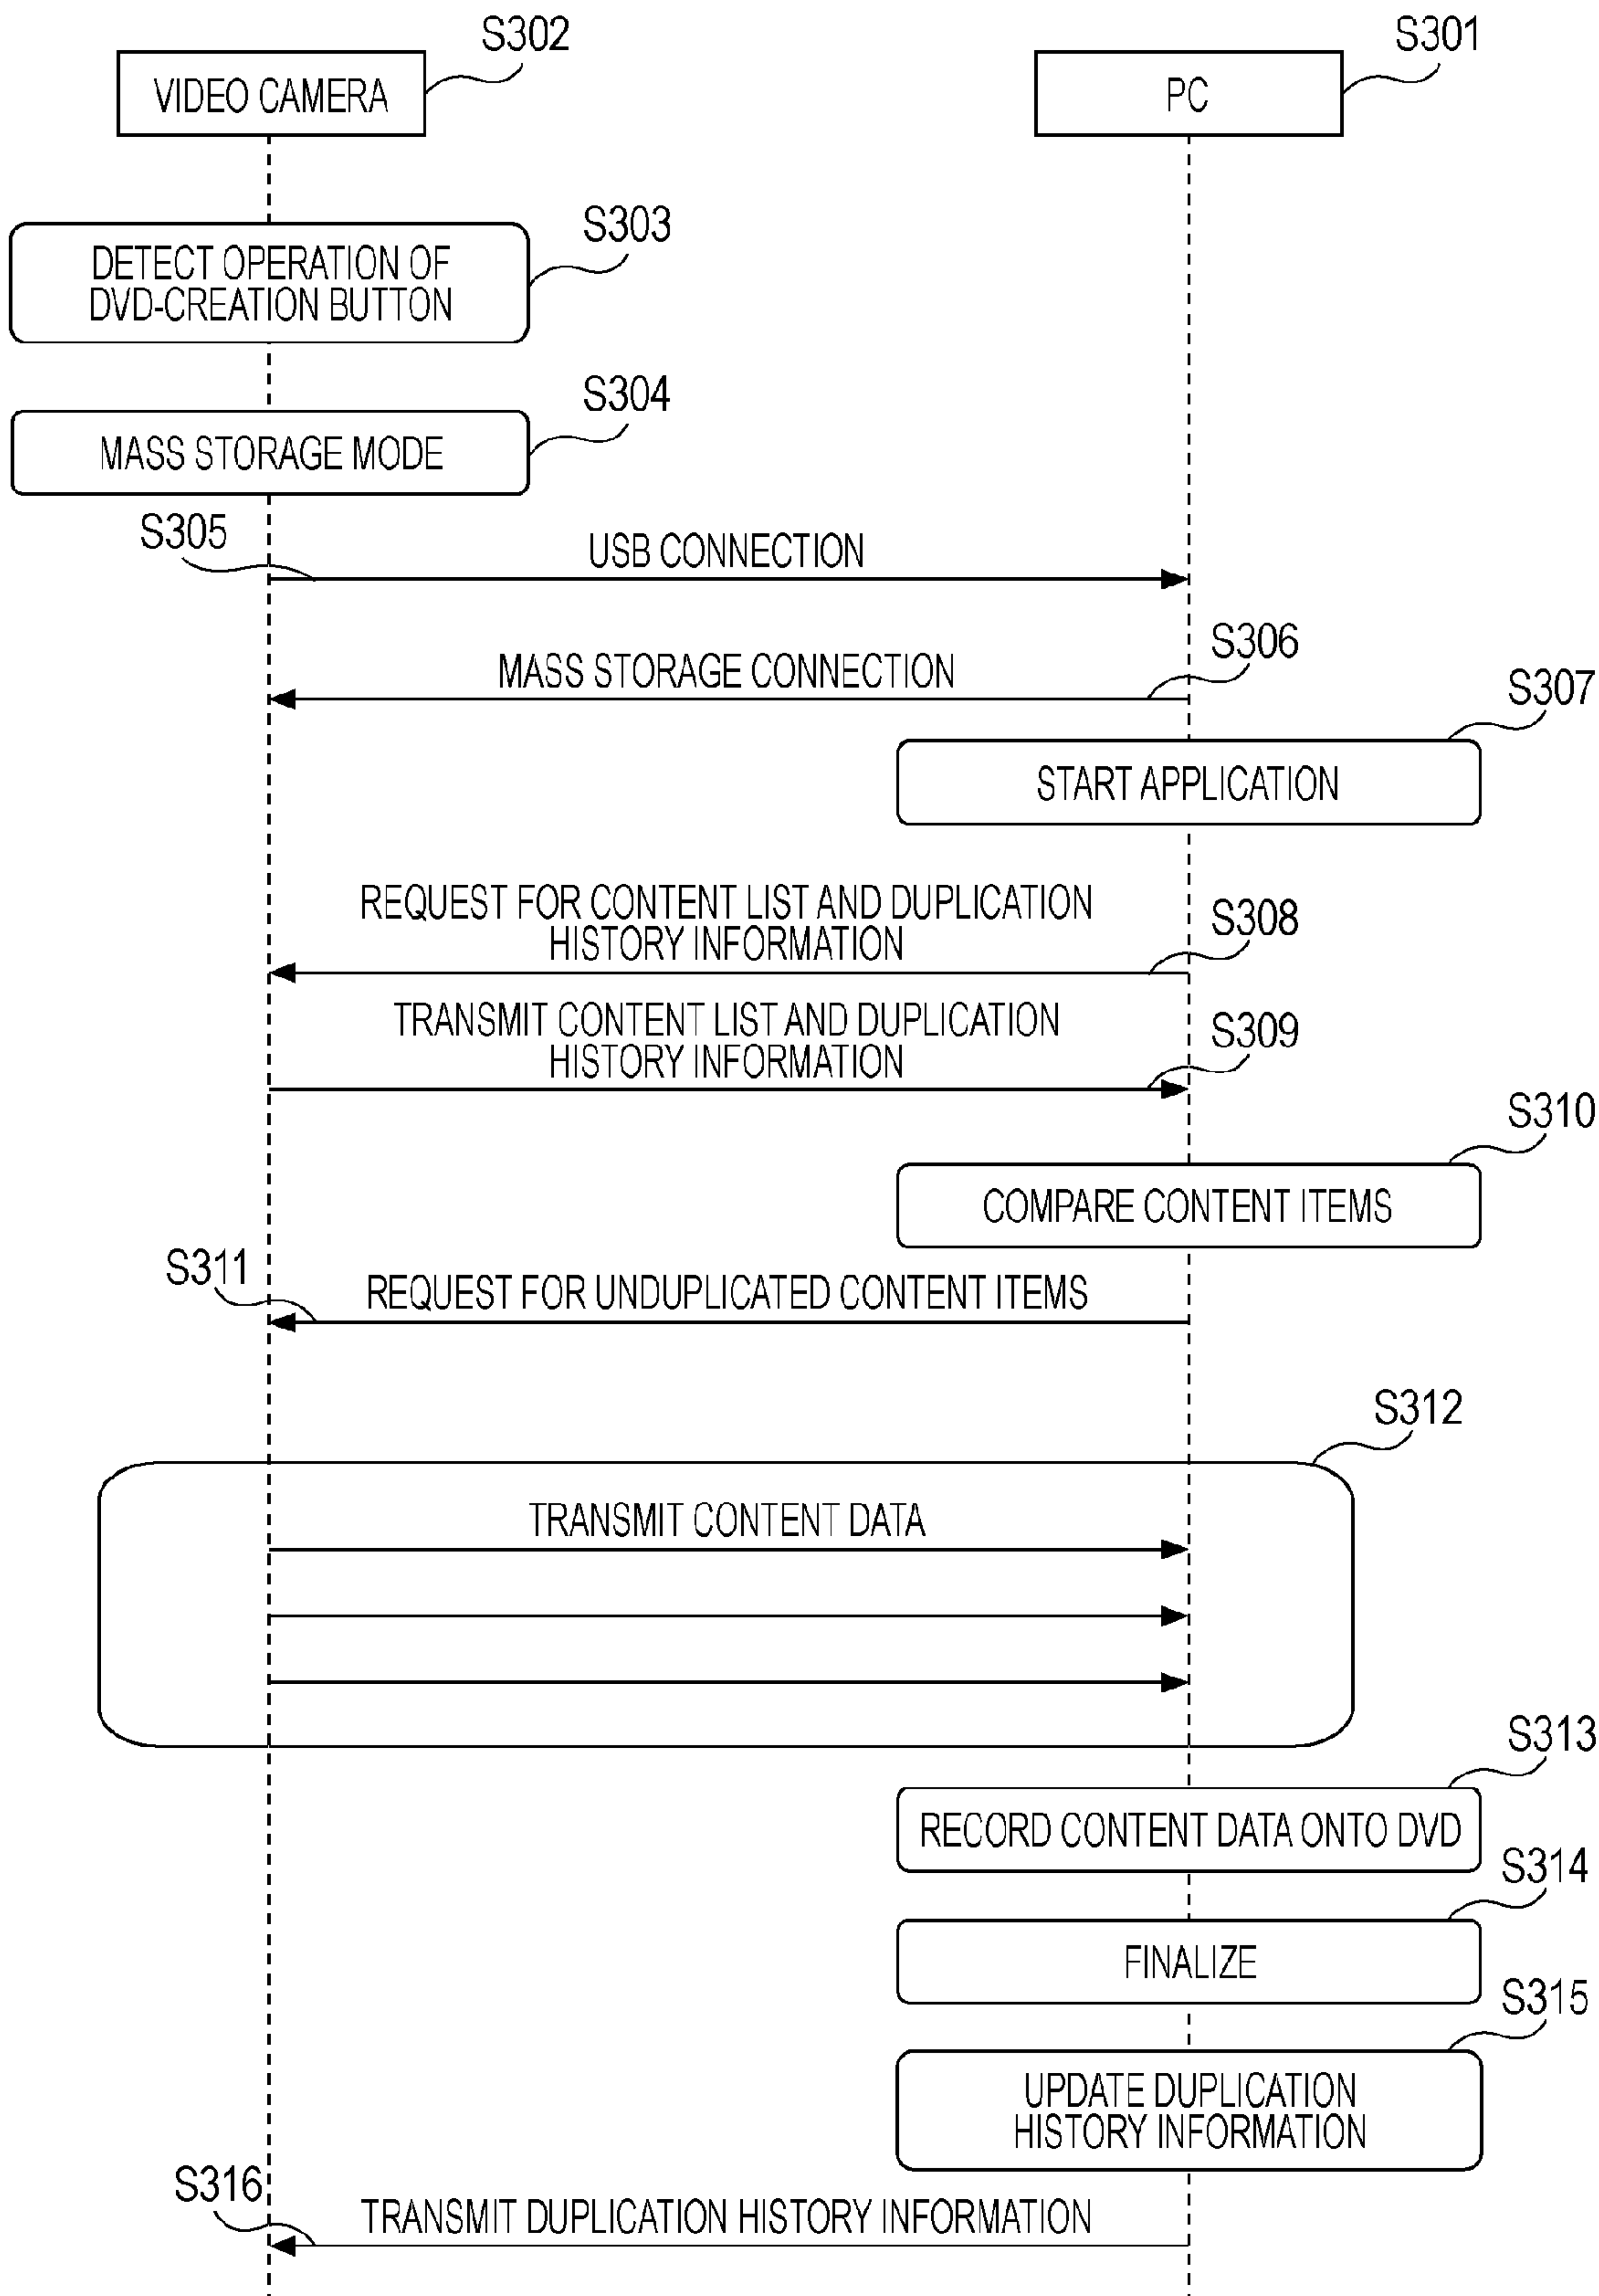 S302
S301
VIDEO CAMERA
PC
S303
DETECT OPERATION OF
DVD-CREATION BUTTON
S304
MASS STORAGE MODE
S305
USB CONNECTION
S306
MASS STORAGE CONNECTION
S307
START APPLICATION
REQUEST FOR CONTENT LIST AND DUPLICATION
HISTORY INFORMATION
S308
TRANSMIT CONTENT LIST AND DUPLICATION
HISTORY INFORMATION
S309
S310
COMPARE CONTENT ITEMS
S311
REQUEST FOR UNDUPLICATED CONTENT ITEMS
S312
TRANSMIT CONTENT DATA
S313
RECORD CONTENT DATA ONTO DVD
S314
FINALIZE
S315
UPDATE DUPLICATION
HISTORY INFORMATION
S316
TRANSMIT DUPLICATION HISTORY INFORMATION